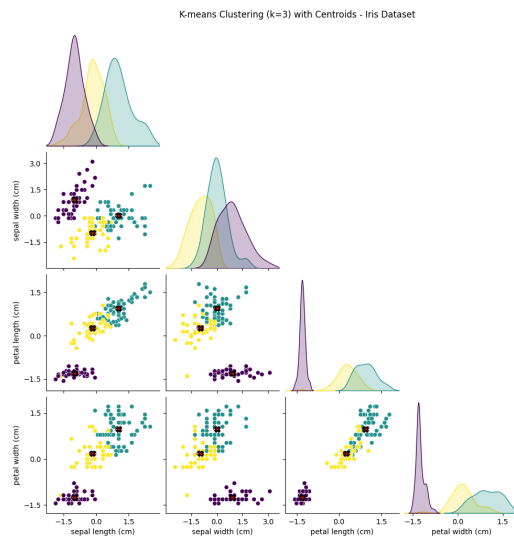 K-means Clustering (k=3) with Centroids - Iris Dataset
sepal width (cm)
3.0
1.5
0.0
−1.5
petal length (cm)
1.5
0.0
−1.5
petal width (cm)
1.5
0.0
−1.5
−1.5 0.0 1.5
sepal length (cm)
−1.5 0.0 1.5 3.0
sepal width (cm)
−1.5 0.0 1.5
petal length (cm)
−1.5 0.0 1.5
petal width (cm)